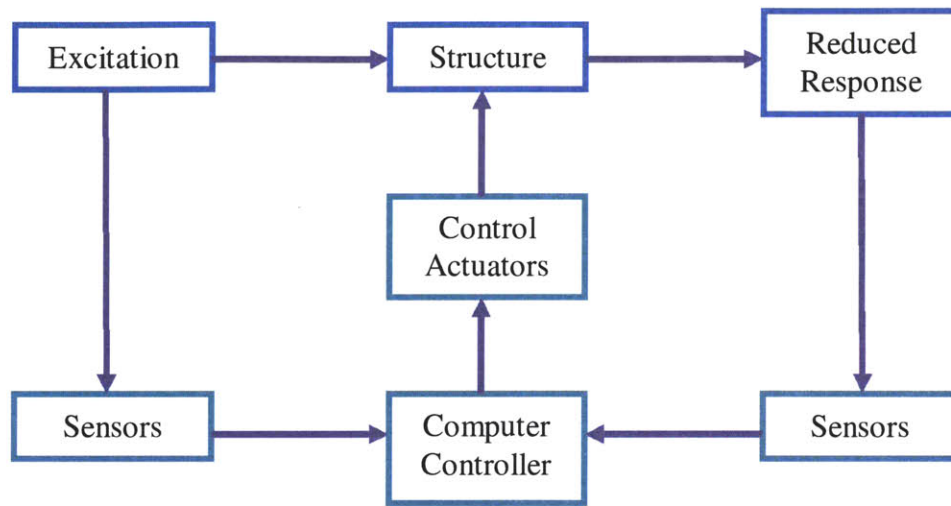 Excitation
Structure
Reduced
Response
Control
Actuators
Sensors
Computer
Controller
Sensors